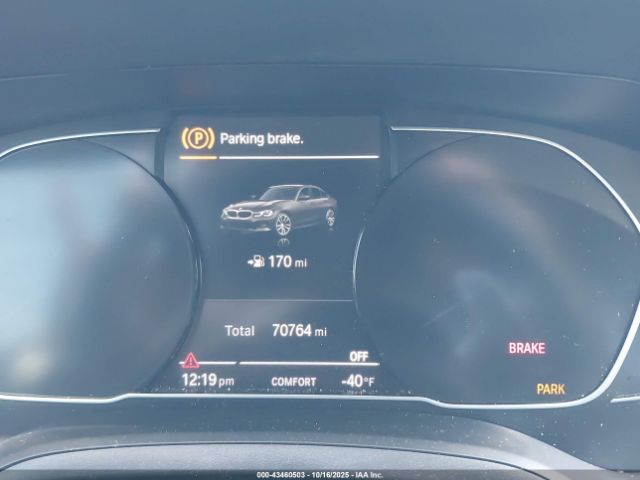 (P) Parking brake.
170 mi
Total 70764 mi
OFF
12:19 pm COMFORT -40°F
BRAKE
PARK
000-43460503 - 10/16/2025 - IAA Inc.